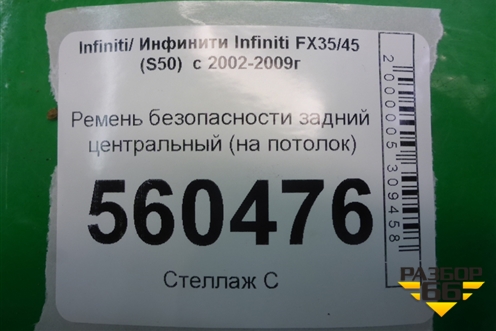 Infiniti/ Инфинити Infiniti FX35/45
(S50) с 2002-2009г
Ремень безопасности задний
центральный (на потолок)
560476
Стеллаж С
2000005309458
РАЗБОР
66